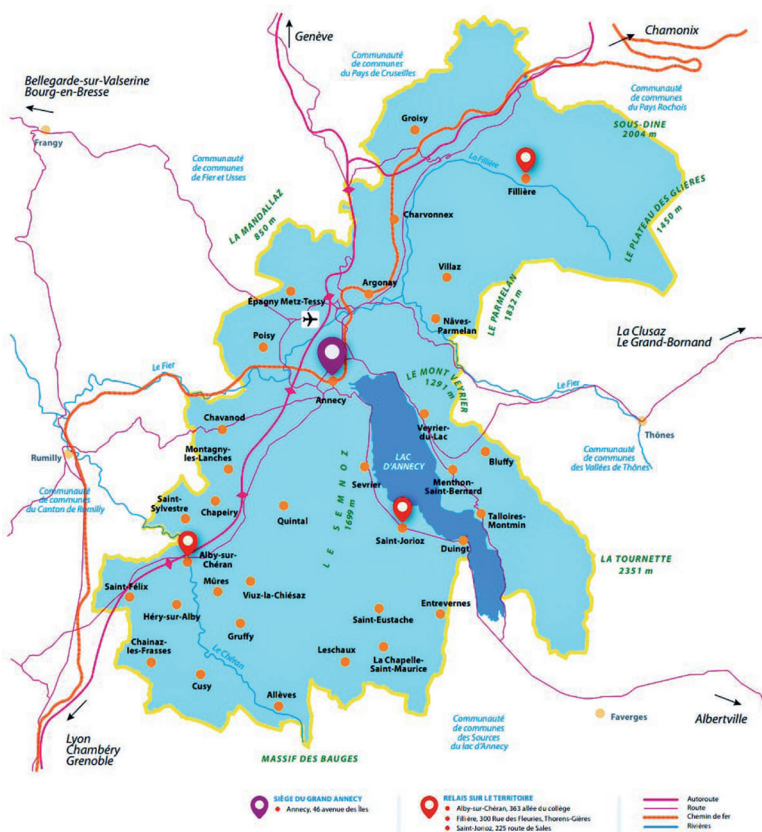 Genève
Communauté
de communes
du Pays de Cruseilles
Chamonix
Bellegarde-sur-Valserine
Bourg-en-Bresse
Communauté
de communes
du Pays Rochois
Frangy
Groisy
SOUS-DINE
2004 m
Communauté
de communes
de Fier et Usses
La Fillière
Fillière
LA MANDALLAZ
850 m
Charvonnex
LE PLATEAU DES GLIÈRES
1450 m
Villaz
Argonay
Epagny Metz-Tessy
LE PARMELAN
1832 m
Nâves-
Parmelan
Poisy
La Clusaz
Le Grand-Bornand
Le Fier
LE MONT VEYRIER
1291 m
Le Fier
Annecy
Chavanod
Veyrier-
du-Lac
Thônes
Montagny-
les-Lanches
LAC
D'ANNECY
Bluffy
Communauté
de communes
des Vallées de Thônes
Rumilly
Communauté
de communes
du Canton de Rumilly
Sevrier
Menthon-
Saint-Bernard
Saint-
Sylvestre
Chapeiry
Quintal
LE SEMNOZ
1699 m
Saint-Jorioz
Talloires-
Montmin
Alby-sur-
Chéran
Duingt
LA TOURNETTE
2351 m
Saint-Félix
Mûres
Viuz-la-Chiésaz
Héry-sur-Alby
Saint-Eustache
Entrevernes
Gruffy
Chainaz-
les-Frasses
Le Chéran
Leschaux
La Chapelle-
Saint-Maurice
Cusy
Allèves
Lyon
Chambéry
Grenoble
Communauté
de communes
des Sources
du lac d'Annecy
Faverges
Albertville
MASSIF DES BAUGES
SIÈGE DU GRAND ANNECY
Annecy, 46 avenue des Îles
RELAIS SUR LE TERRITOIRE
Alby-sur-Chéran, 363 allée du collège
Fillière, 300 Rue des Fleuries, Thorens-Glères
Saint-Jorioz, 225 route de Sales
Autoroute
Route
Chemin de fer
Rivières